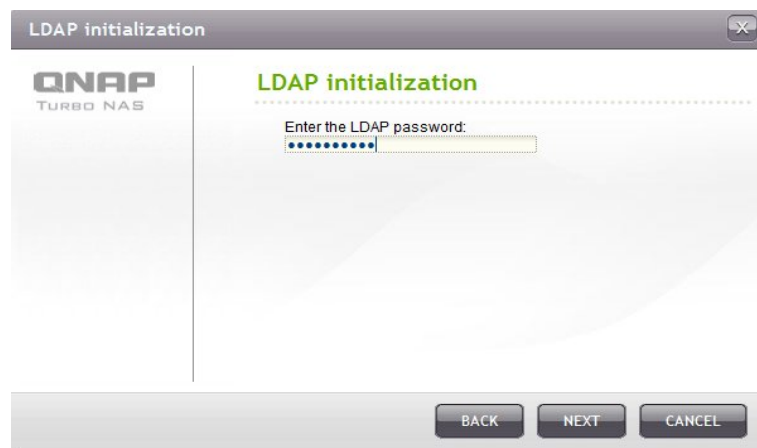 LDAP initialization
QNAP
TURBO NAS
LDAP initialization
Enter the LDAP password:
••••••••••
BACK NEXT CANCEL